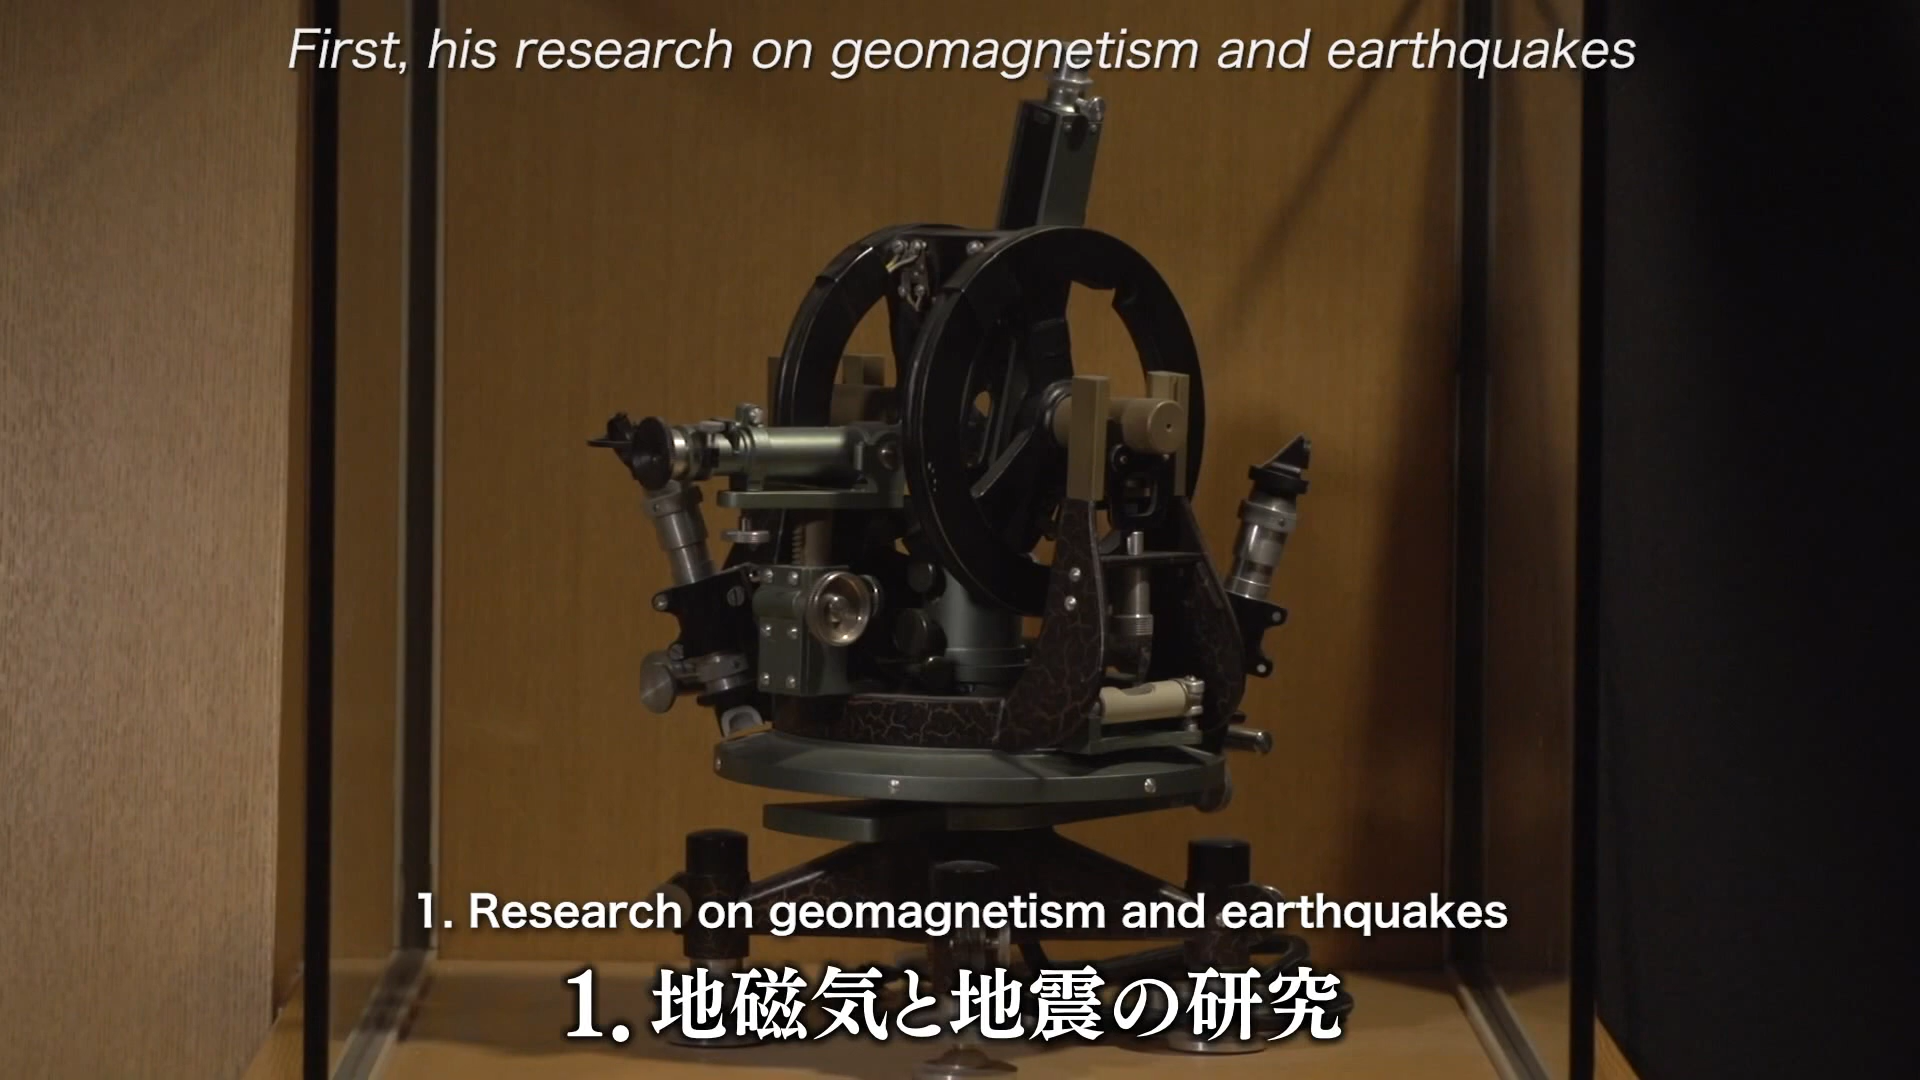 First, his research on geomagnetism and earthquakes
1. Research on geomagnetism and earthquakes
1. 地磁気と地震の研究